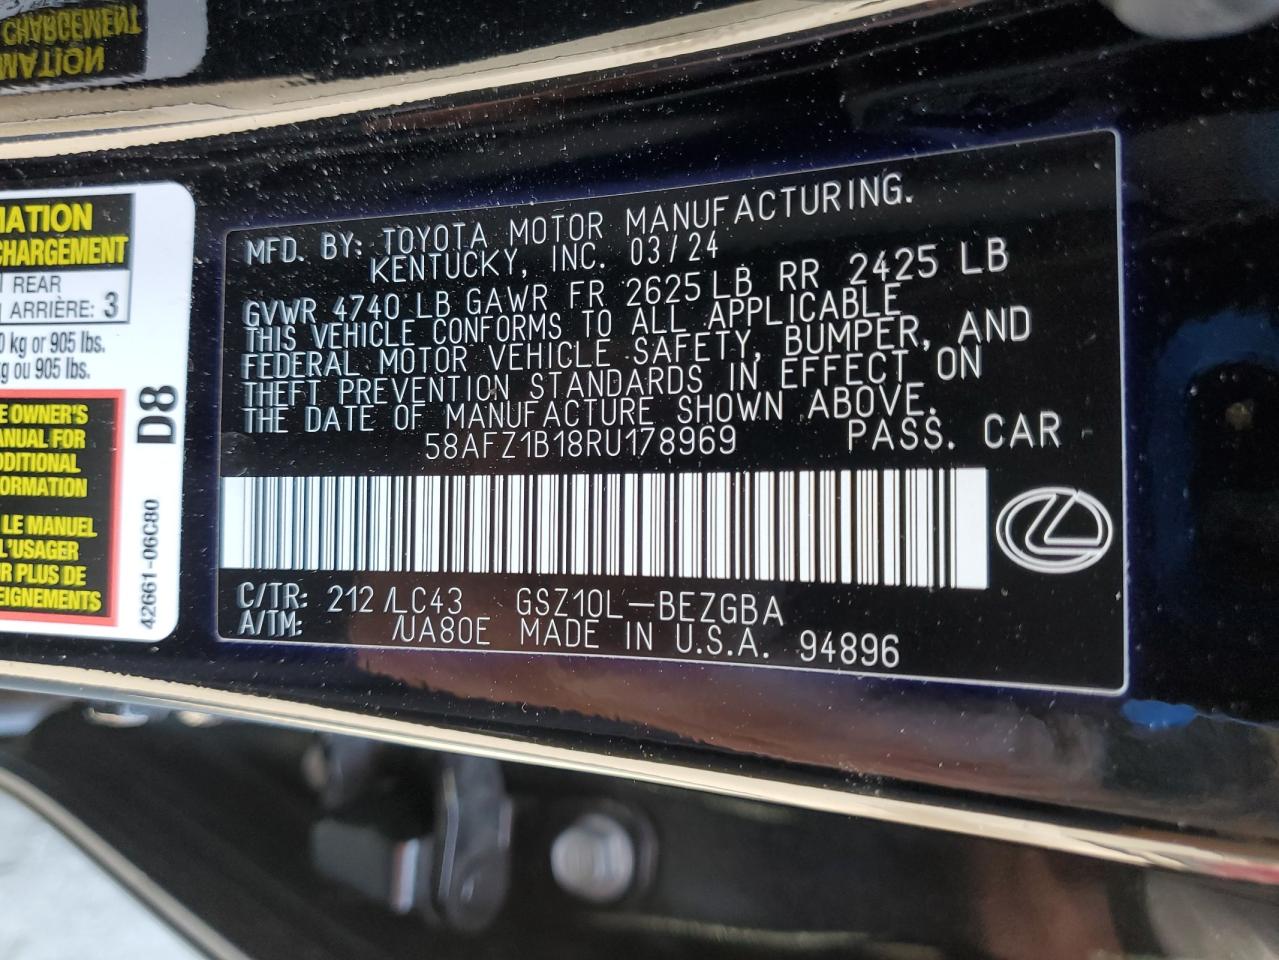 CHARGEMENT
MATION
MATION
CHARGEMENT
REAR
ARRIÈRE: 3
kg or 905 lbs.
kg ou 905 lbs.
OWNER'S
MANUAL FOR
ADDITIONAL
INFORMATION
LE MANUEL
L'USAGER
PLUS DE
RENSEIGNEMENTS
D8
42661-06C80
MFD. BY: TOYOTA MOTOR MANUFACTURING.
KENTUCKY, INC. 03/24
GVWR 4740 LB GAWR FR 2625 LB RR 2425 LB
THIS VEHICLE CONFORMS TO ALL APPLICABLE
FEDERAL MOTOR VEHICLE SAFETY, BUMPER, AND
THEFT PREVENTION STANDARDS IN EFFECT ON
THE DATE OF MANUFACTURE SHOWN ABOVE.
58AFZ1B18RU178969 PASS. CAR
C/TR: 212 /LC43 GSZ10L-BEZGBA
A/TM: /UA80E MADE IN U.S.A. 94896